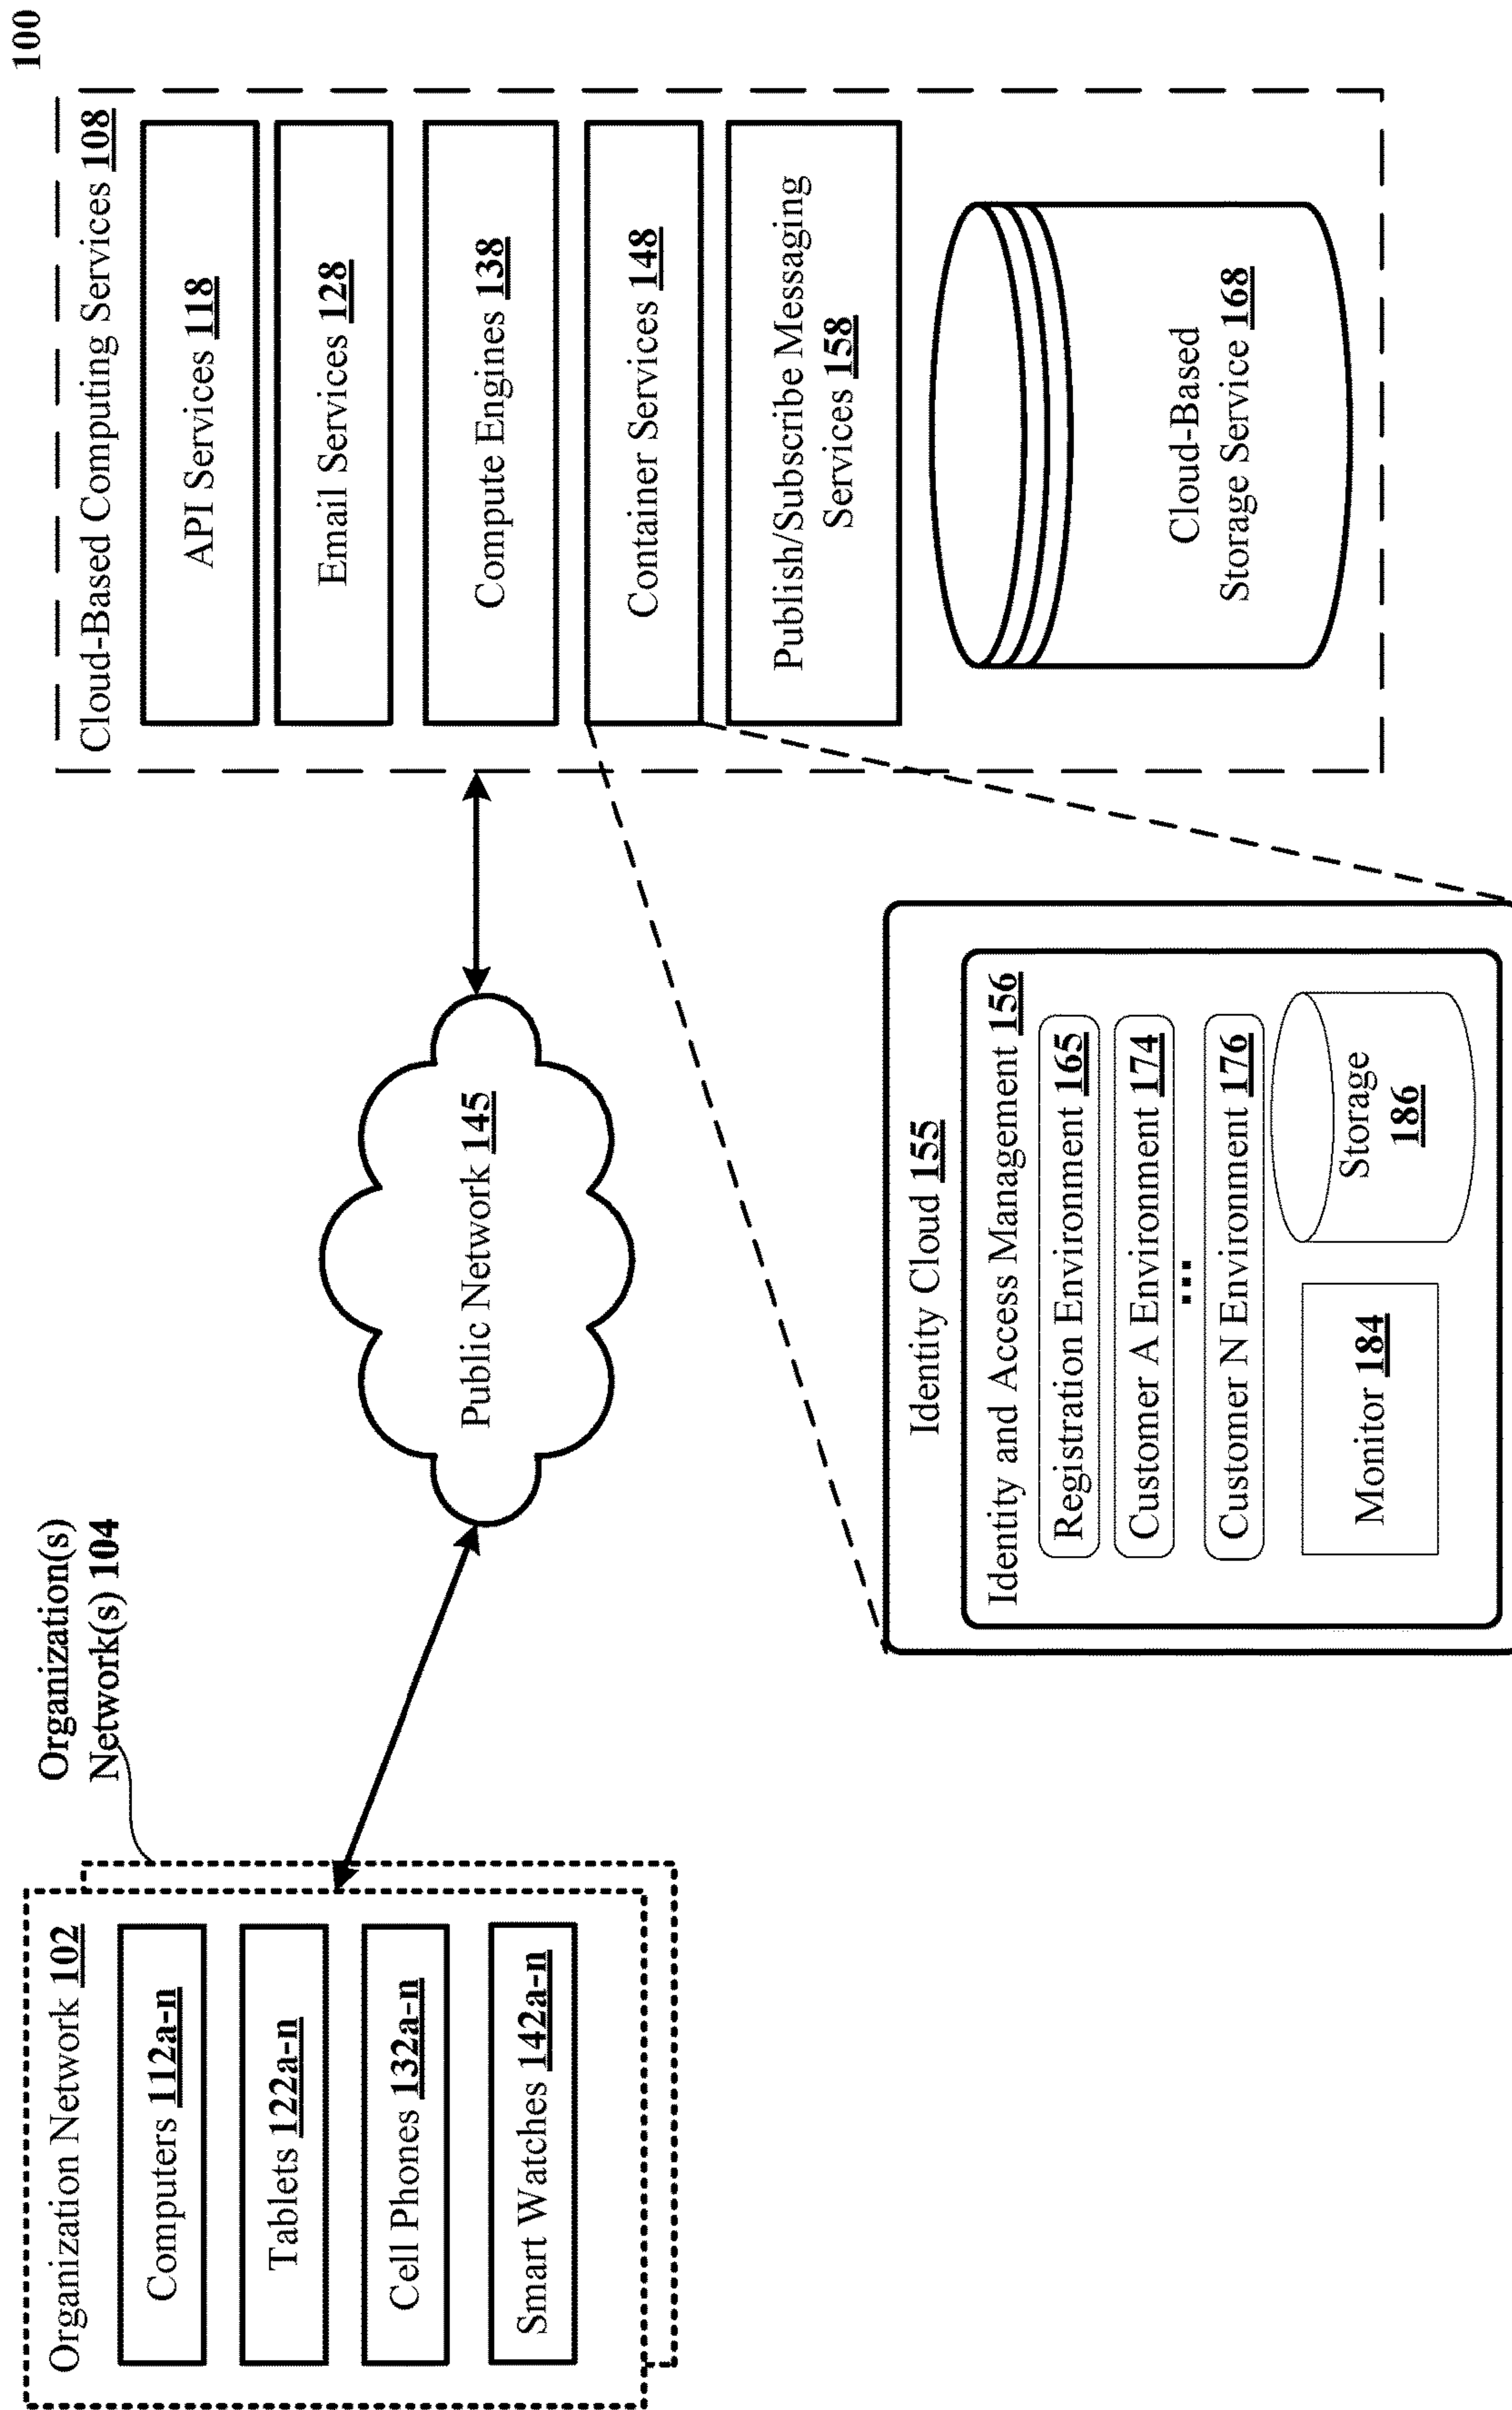 100
Organization(s)
Network(s) 104
Organization Network 102
Computers 112a-n
Tablets 122a-n
Cell Phones 132a-n
Smart Watches 142a-n
Public Network 145
Cloud-Based Computing Services 108
API Services 118
Email Services 128
Compute Engines 138
Container Services 148
Publish/Subscribe Messaging
Services 158
Cloud-Based
Storage Service 168
Identity Cloud 155
Identity and Access Management 156
Registration Environment 165
Customer A Environment 174
...
Customer N Environment 176
Monitor 184
Storage
186